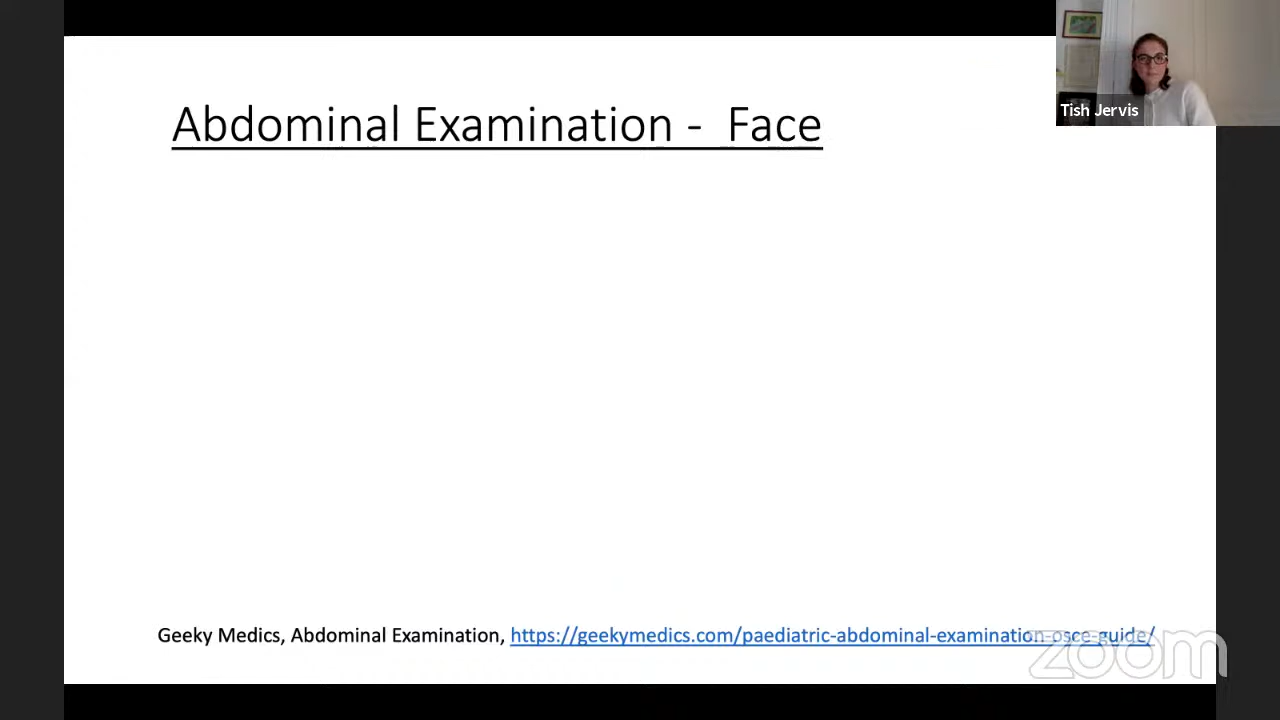 Abdominal Examination - Face
Tish Jervis
Geeky Medics, Abdominal Examination, https://geekymedics.com/paediatric-abdominal-examination-osce-guide/
zoom